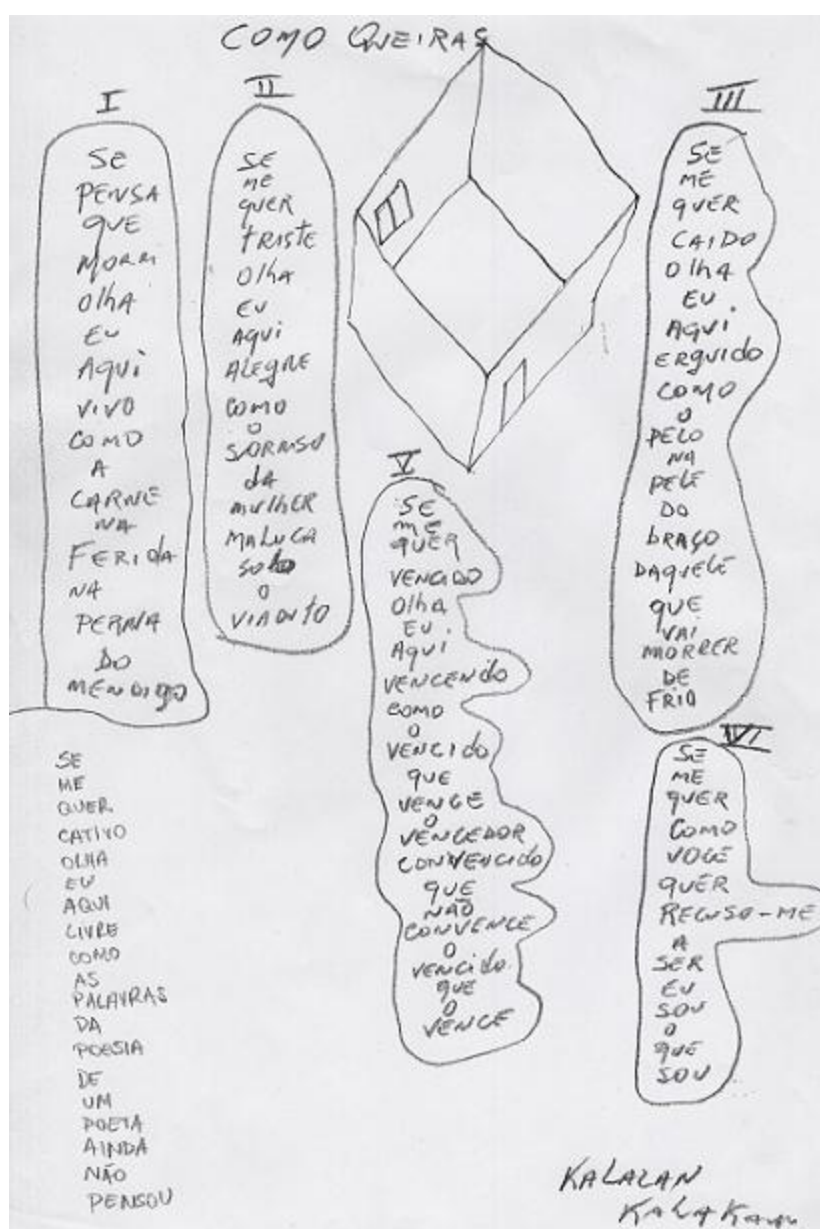 COMO QUEIRAS
I
SE
PENSA
QUE
MORRI
OLHA
EU
AQUI
VIVO
COMO
A
CARNE
NA
FERIDA
NA
PERNA
DO
MENDIGO
II
SE
ME
QUER
TRISTE
OLHA
EU
AQUI
ALEGRE
COMO
O
SORRISO
DA
MULHER
MALUCA
SOB
O
VIADUTO
III
SE
ME
QUER
CAIDO
OLHA
EU
AQUI
ERGUIDO
COMO
O
PELO
NA
PELE
DO
BRAÇO
DAQUELE
QUE
VAI
MORRER
DE
FRIO
SE
ME
QUER
CATIVO
OLHA
EU
AQUI
LIVRE
COMO
AS
PALAVRAS
DA
POESIA
DE
UM
POETA
AINDA
NÃO
PENSOU
V
SE
ME
QUER
VENCIDO
OLHA
EU
AQUI
VENCENDO
COMO
O
VENCIDO
QUE
VENCE
O
VENCEDOR
CONVENCIDO
QUE
NÃO
CONVENCE
O
VENCIDO
QUE
O
VENCE
VI
SE
ME
QUER
COMO
VOCE
QUER
RECUSO-ME
A
SER
EU
SOU
O
QUE
SOU
KALALAN